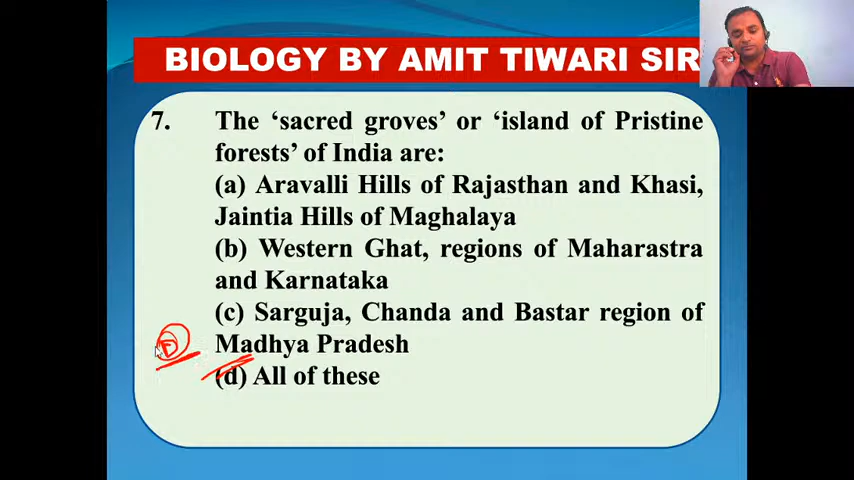 BIOLOGY BY AMIT TIWARI SIR
7. The ‘sacred groves’ or ‘island of Pristine
forests’ of India are:
(a) Aravalli Hills of Rajasthan and Khasi,
Jaintia Hills of Maghalaya
(b) Western Ghat, regions of Maharastra
and Karnataka
(c) Sarguja, Chanda and Bastar region of
Madhya Pradesh
(d) All of these